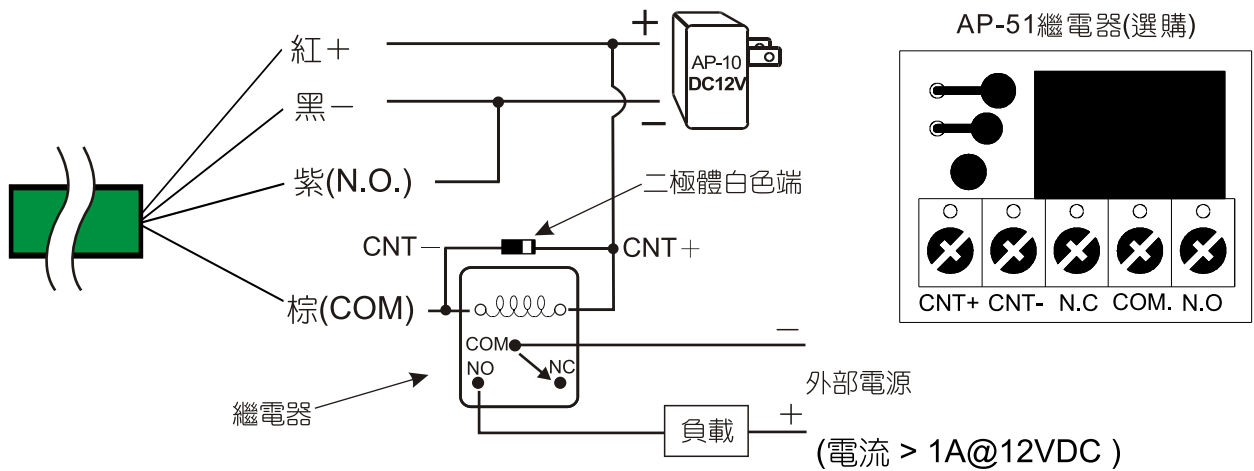 紅＋
黑－
紫(N.O.)
棕(COM)
＋
－
AP-10
DC12V
二極體白色端
CNT－
CNT＋
COM
NO
NC
繼電器
－
外部電源
負載
＋
(電流 > 1A@12VDC )
AP-51繼電器(選購)
CNT+ CNT- N.C COM. N.O